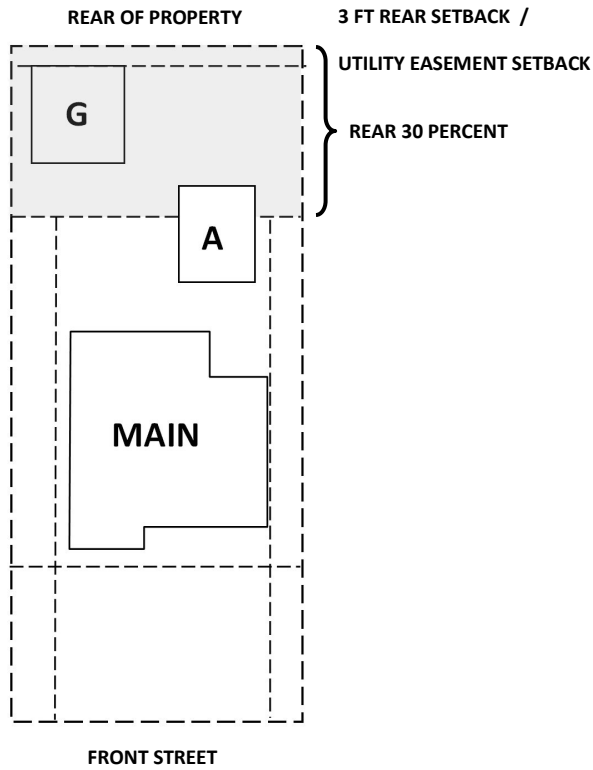 REAR OF PROPERTY
3 FT REAR SETBACK /
UTILITY EASEMENT SETBACK
REAR 30 PERCENT
G
A
MAIN
FRONT STREET